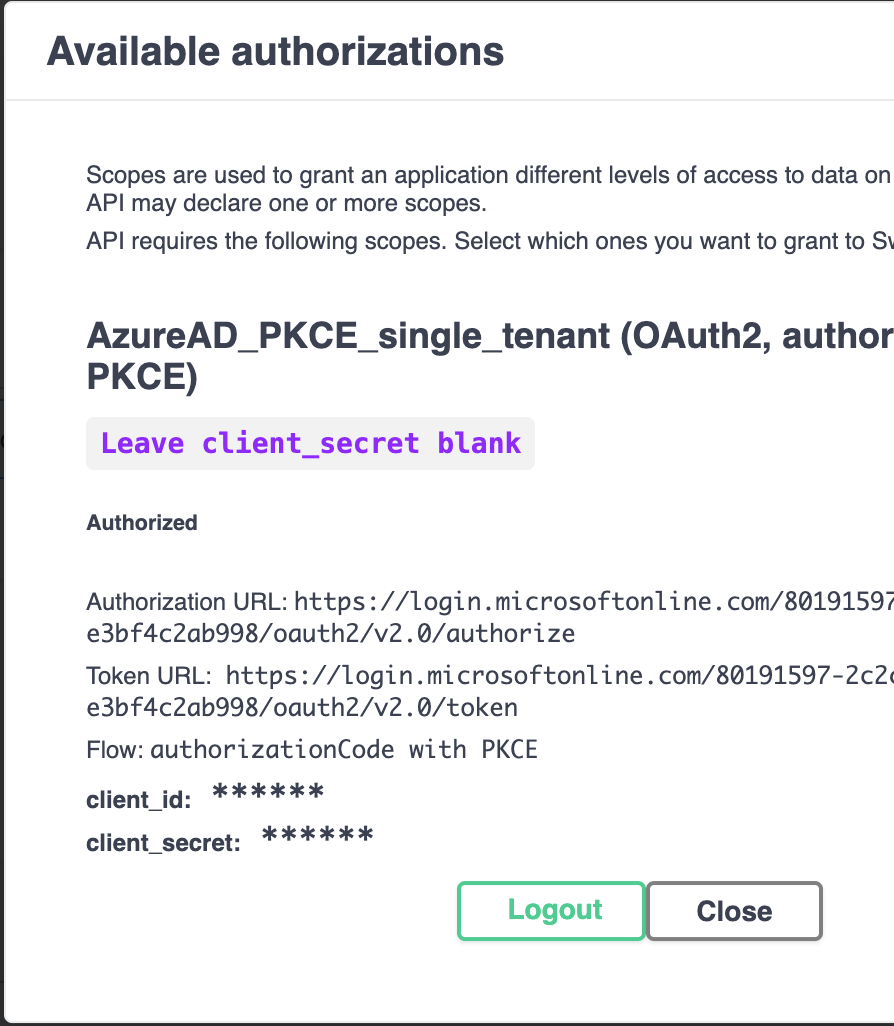 Available authorizations
Scopes are used to grant an application different levels of access to data on
API may declare one or more scopes.
API requires the following scopes. Select which ones you want to grant to
AzureAD_PKCE_single_tenant (OAuth2, author
PKCE)
Leave client_secret blank
Authorized
Authorization URL: https://login.microsoftonline.com/80191597
e3bf4c2ab998/oauth2/v2.0/authorize
Token URL: https://login.microsoftonline.com/80191597-2c2c
e3bf4c2ab998/oauth2/v2.0/token
Flow: authorizationCode with PKCE
client_id: ******
client_secret: ******
Logout Close